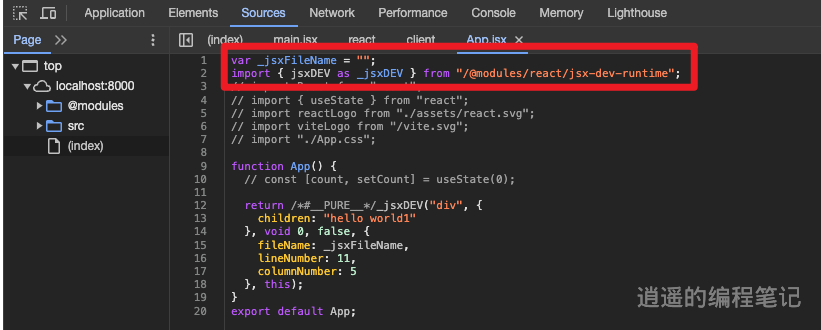 Application Elements Sources Network Performance Console Memory Lighthouse
Page (index) main.jsx react client App.jsx
top
localhost:8000
@modules
src
(index)
1 var _jsxFileName = "";
2 import { jsxDEV as _jsxDEV } from "/@modules/react/jsx-dev-runtime";
3
4 // import { useState } from "react";
5 // import reactLogo from "./assets/react.svg";
6 // import viteLogo from "/vite.svg";
7 // import "./App.css";
8
9 function App() {
10 // const [count, setCount] = useState(0);
11
12 return /*#__PURE__*/_jsxDEV("div", {
13 children: "hello world1"
14 }, void 0, false, {
15 fileName: _jsxFileName,
16 lineNumber: 11,
17 columnNumber: 5
18 }, this);
19 }
20 export default App;
逍遥的编程笔记